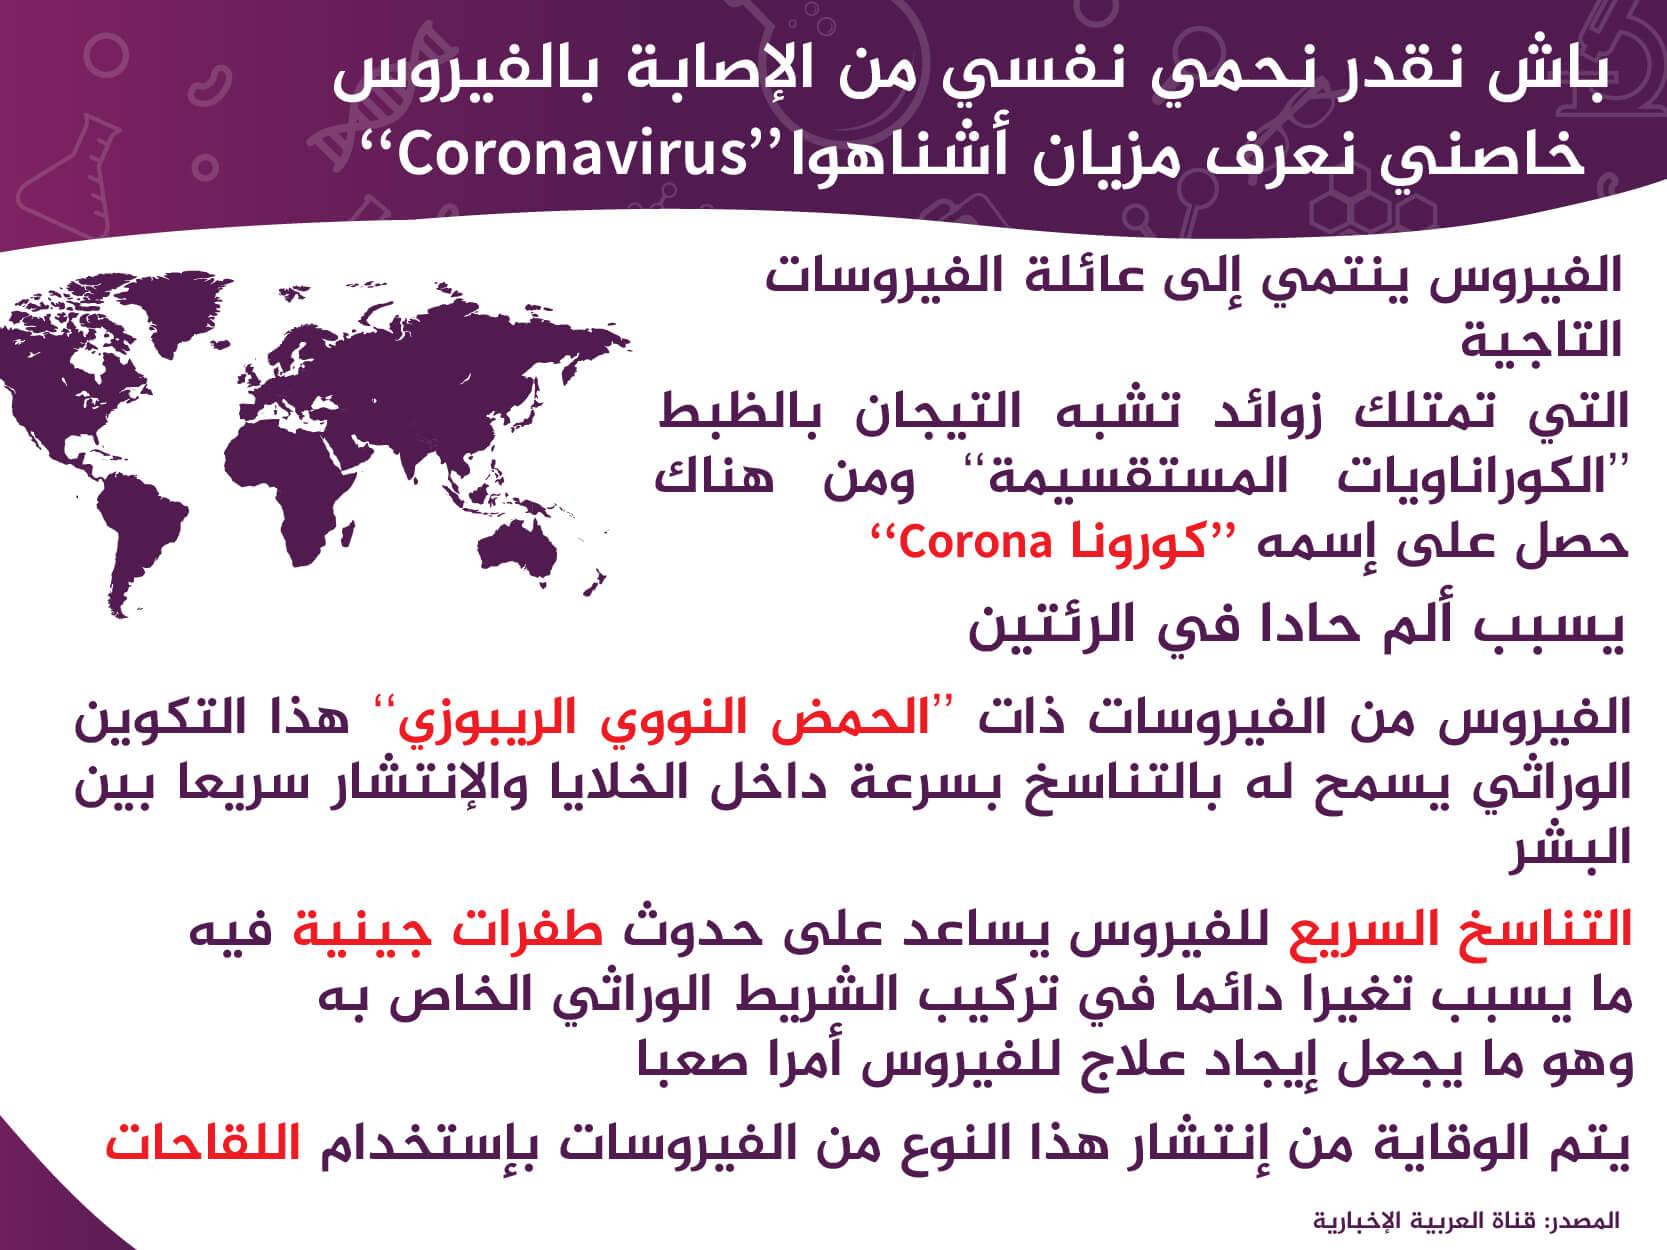 باش نقدر نحمي نفسي من الإصابة بالفيروس
خاصني نعرف مزيان أشناهوا’’Coronavirus‘‘
الفيروس ينتمي إلى عائلة الفيروسات
التاجية
التي تمتلك زوائد تشبه التيجان بالظبط
’’الكوراناويات المستقسيمة‘‘ ومن هناك
حصل على إسمه ’’كورونا Corona‘‘
يسبب ألم حادا في الرئتين
الفيروس من الفيروسات ذات ’’الحمض النووي الريبوزي‘‘ هذا التكوين
الوراثي يسمح له بالتناسخ بسرعة داخل الخلايا والإنتشار سريعا بين
البشر
التناسخ السريع للفيروس يساعد على حدوث طفرات جينية فيه
ما يسبب تغيرا دائما في تركيب الشريط الوراثي الخاص به
وهو ما يجعل إيجاد علاج للفيروس أمرا صعبا
يتم الوقاية من إنتشار هذا النوع من الفيروسات بإستخدام اللقاحات
المصدر: قناة العربية الإخبارية